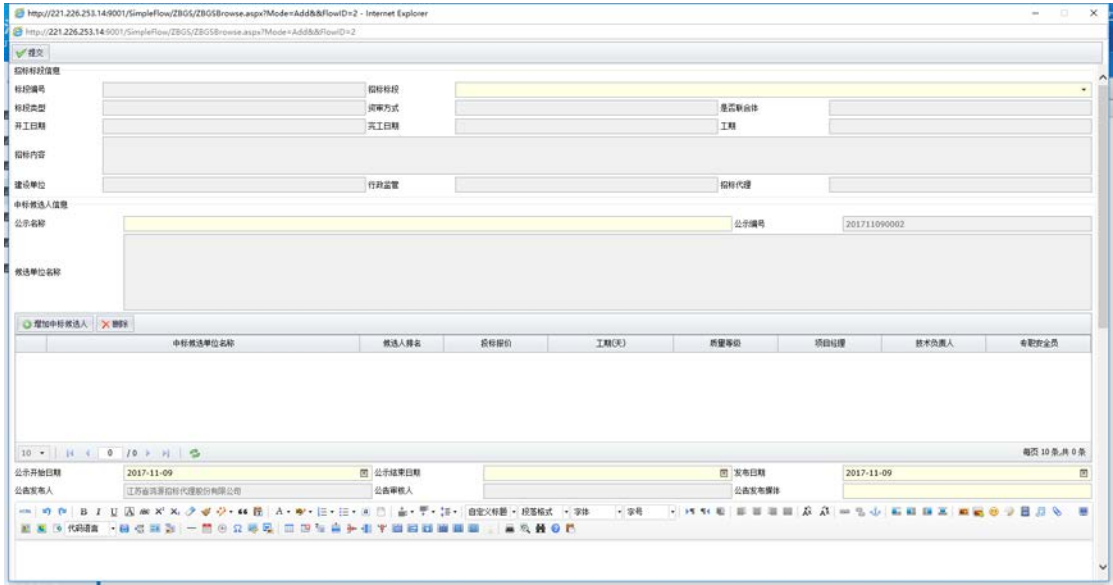 http://221.226.253.14:9001/SimpleFlow/ZBGS/ZBGSBrowse.aspx?Mode=Add&&FlowID=2 - Internet Explorer
http://221.226.253.14:9001/SimpleFlow/ZBGS/ZBGSBrowse.aspx?Mode=Add&&FlowID=2
提交
招标标段信息
标段编号 招标标段
标段类型 资审方式 是否联合体
开工日期 完工日期 工期
招标内容
建设单位 行政监管 招标代理
中标候选人信息
公示名称 公示编号 201711090002
候选单位名称
增加中标候选人 删除
中标候选单位名称 候选人排名 投标报价 工期(天) 质量等级 项目经理 技术负责人 专职安全员
10 0 / 0 每页 10 条,共 0 条
公示开始日期 2017-11-09 公示结束日期 发布日期 2017-11-09
公告发布人 江苏省鸿源招标代理股份有限公司 公告审核人 公告发布媒体
HTML B I U A ABC X² X₂ A 自定义标题 段落格式 字体 字号
代码语言